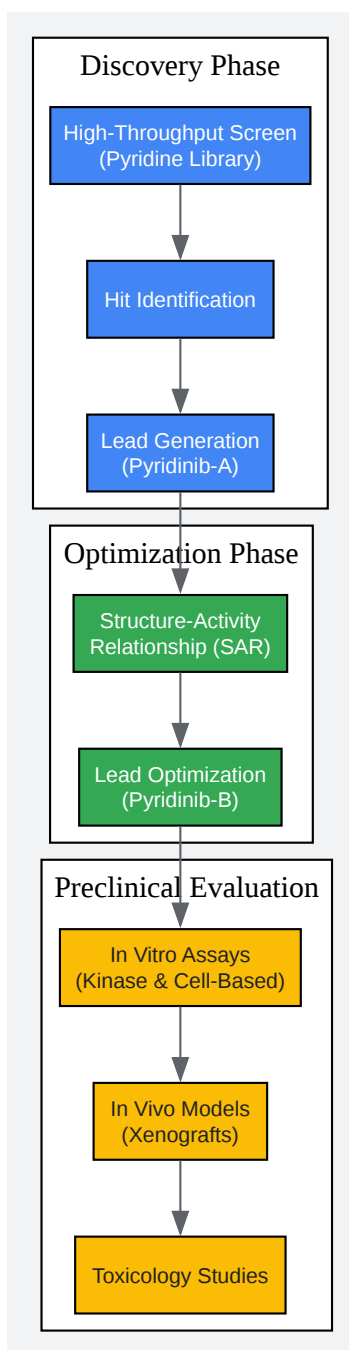 Discovery Phase
High-Throughput Screen
(Pyridine Library)
Hit Identification
Lead Generation
(Pyridinib-A)
Optimization Phase
Structure-Activity
Relationship (SAR)
Lead Optimization
(Pyridinib-B)
Preclinical Evaluation
In Vitro Assays
(Kinase & Cell-Based)
In Vivo Models
(Xenografts)
Toxicology Studies